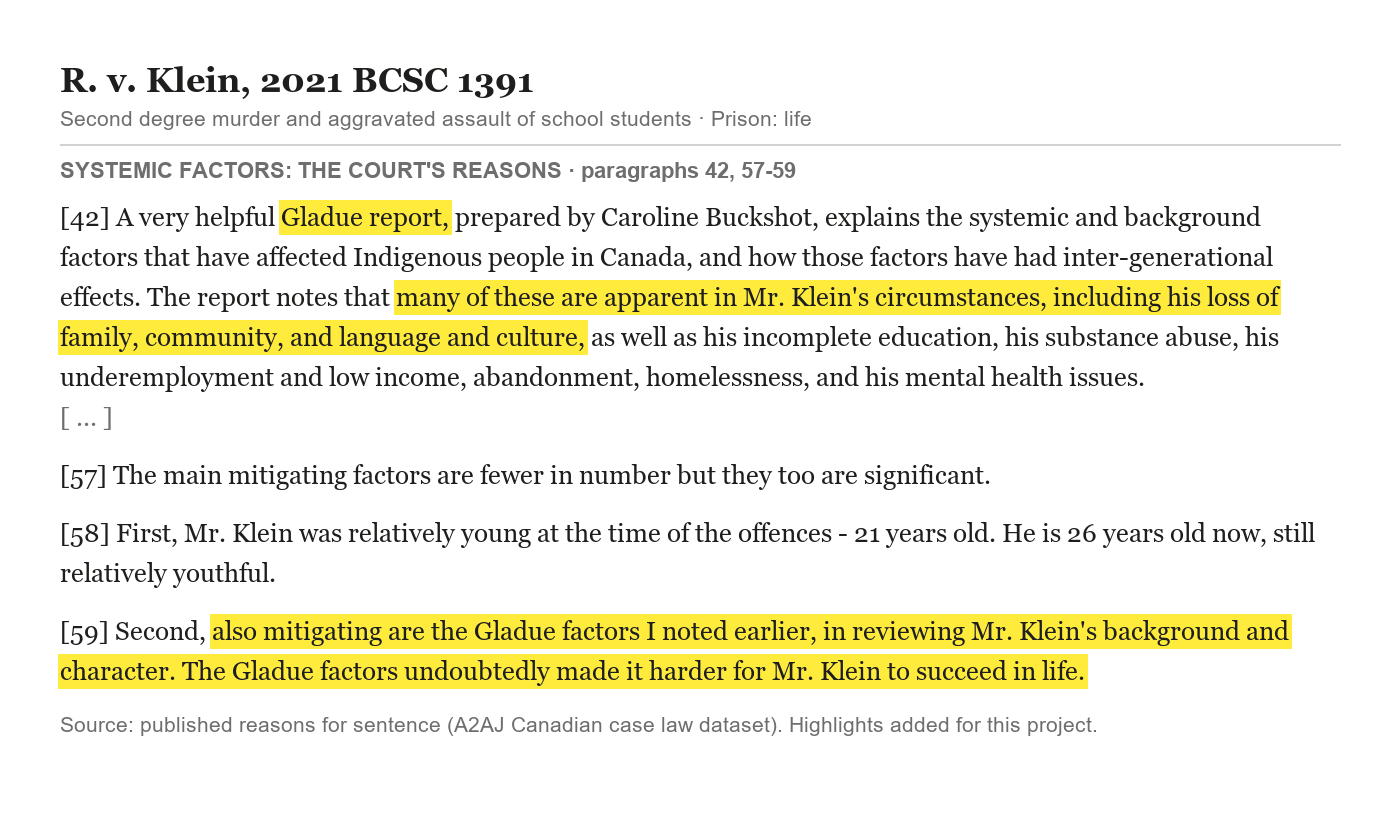 R. v. Klein, 2021 BCSC 1391
Second degree murder and aggravated assault of school students · Prison: life
SYSTEMIC FACTORS: THE COURT'S REASONS · paragraphs 42, 57-59
[42] A very helpful Gladue report, prepared by Caroline Buckshot, explains the systemic and background
factors that have affected Indigenous people in Canada, and how those factors have had inter-generational
effects. The report notes that many of these are apparent in Mr. Klein's circumstances, including his loss of
family, community, and language and culture, as well as his incomplete education, his substance abuse, his
underemployment and low income, abandonment, homelessness, and his mental health issues.
[ ... ]
[57] The main mitigating factors are fewer in number but they too are significant.
[58] First, Mr. Klein was relatively young at the time of the offences - 21 years old. He is 26 years old now, still
relatively youthful.
[59] Second, also mitigating are the Gladue factors I noted earlier, in reviewing Mr. Klein's background and
character. The Gladue factors undoubtedly made it harder for Mr. Klein to succeed in life.
Source: published reasons for sentence (A2AJ Canadian case law dataset). Highlights added for this project.